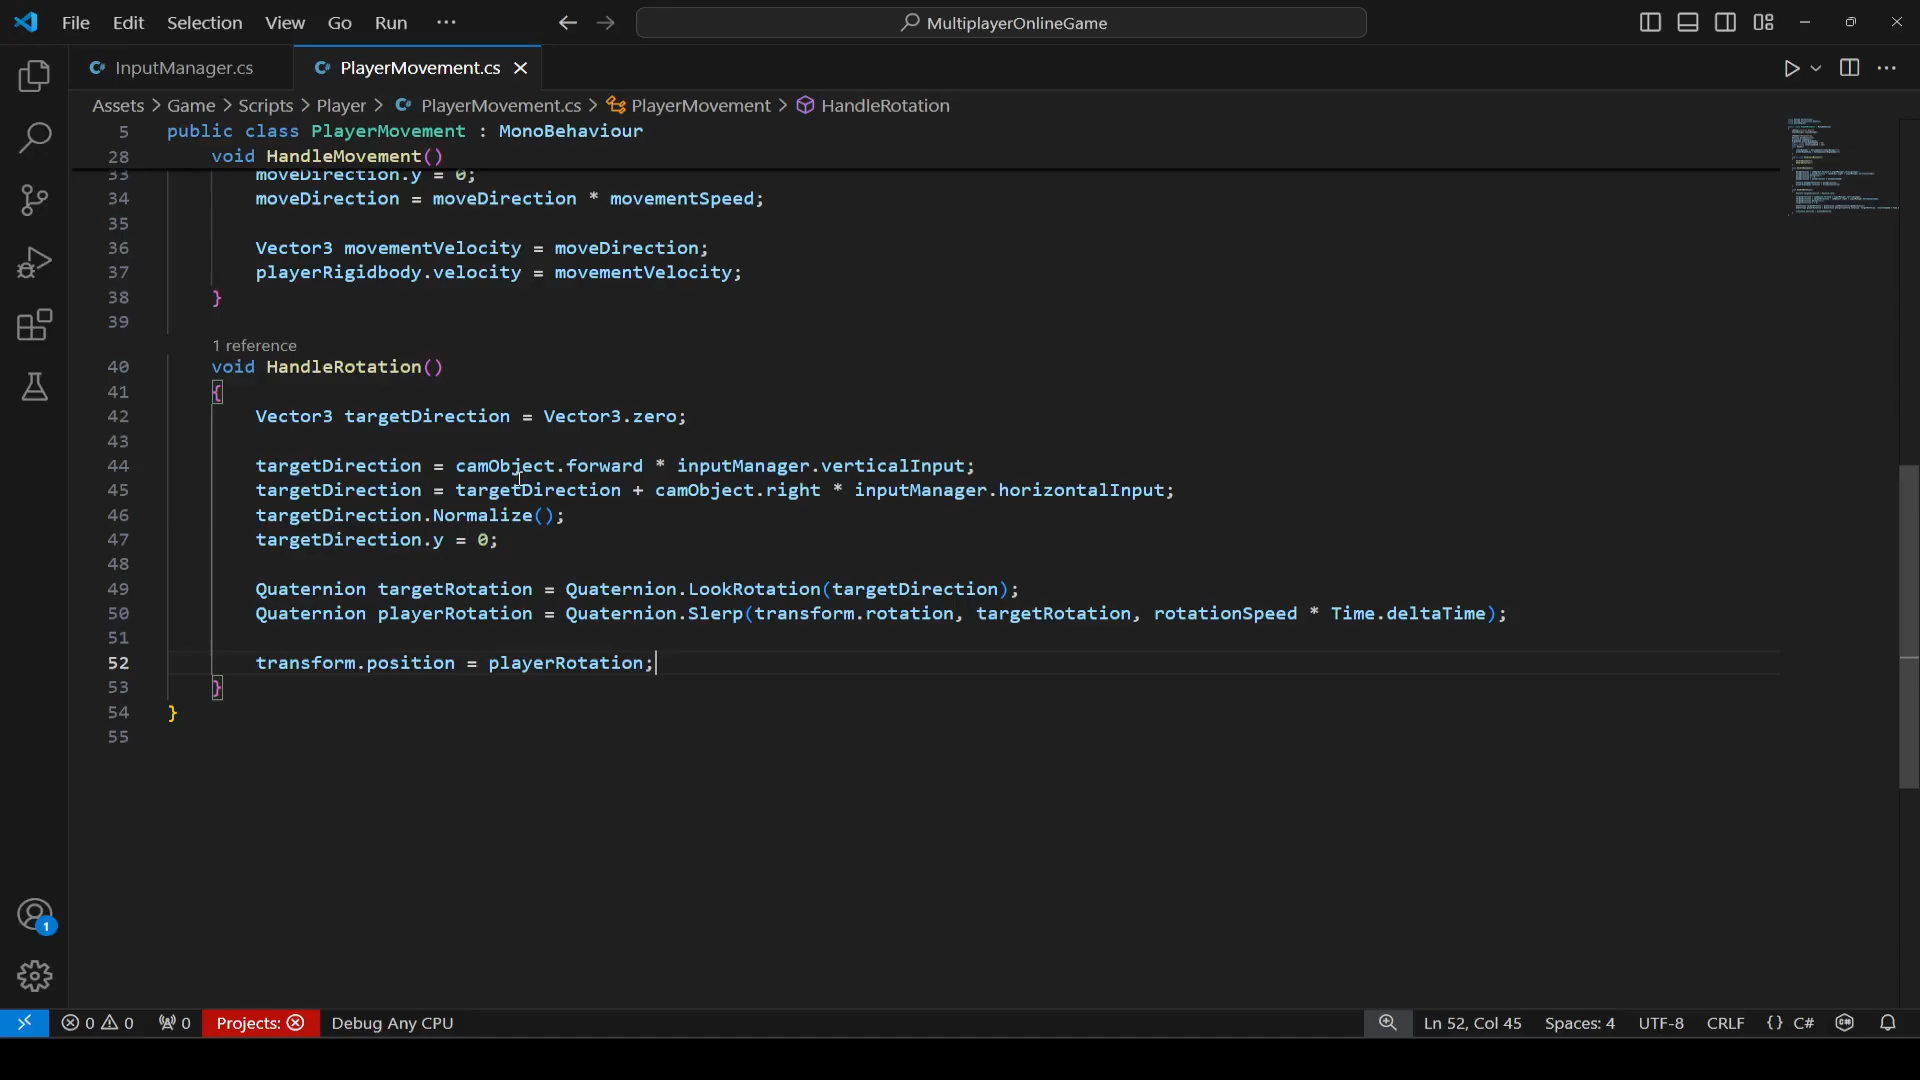 File Edit Selection View Go Run ··· MultiplayerOnlineGame
InputManager.cs PlayerMovement.cs
Assets > Game > Scripts > Player > PlayerMovement.cs > PlayerMovement > HandleRotation
5 public class PlayerMovement : MonoBehaviour
28 void HandleMovement()
33 moveDirection.y = 0;
34 moveDirection = moveDirection * movementSpeed;
35
36 Vector3 movementVelocity = moveDirection;
37 playerRigidbody.velocity = movementVelocity;
38 }
39
1 reference
40 void HandleRotation()
41 {
42 Vector3 targetDirection = Vector3.zero;
43
44 targetDirection = camObject.forward * inputManager.verticalInput;
45 targetDirection = targetDirection + camObject.right * inputManager.horizontalInput;
46 targetDirection.Normalize();
47 targetDirection.y = 0;
48
49 Quaternion targetRotation = Quaternion.LookRotation(targetDirection);
50 Quaternion playerRotation = Quaternion.Slerp(transform.rotation, targetRotation, rotationSpeed * Time.deltaTime);
51
52 transform.position = playerRotation;
53 }
54 }
55
1
0 0 0 Projects: Debug Any CPU Ln 52, Col 45 Spaces: 4 UTF-8 CRLF {} C#